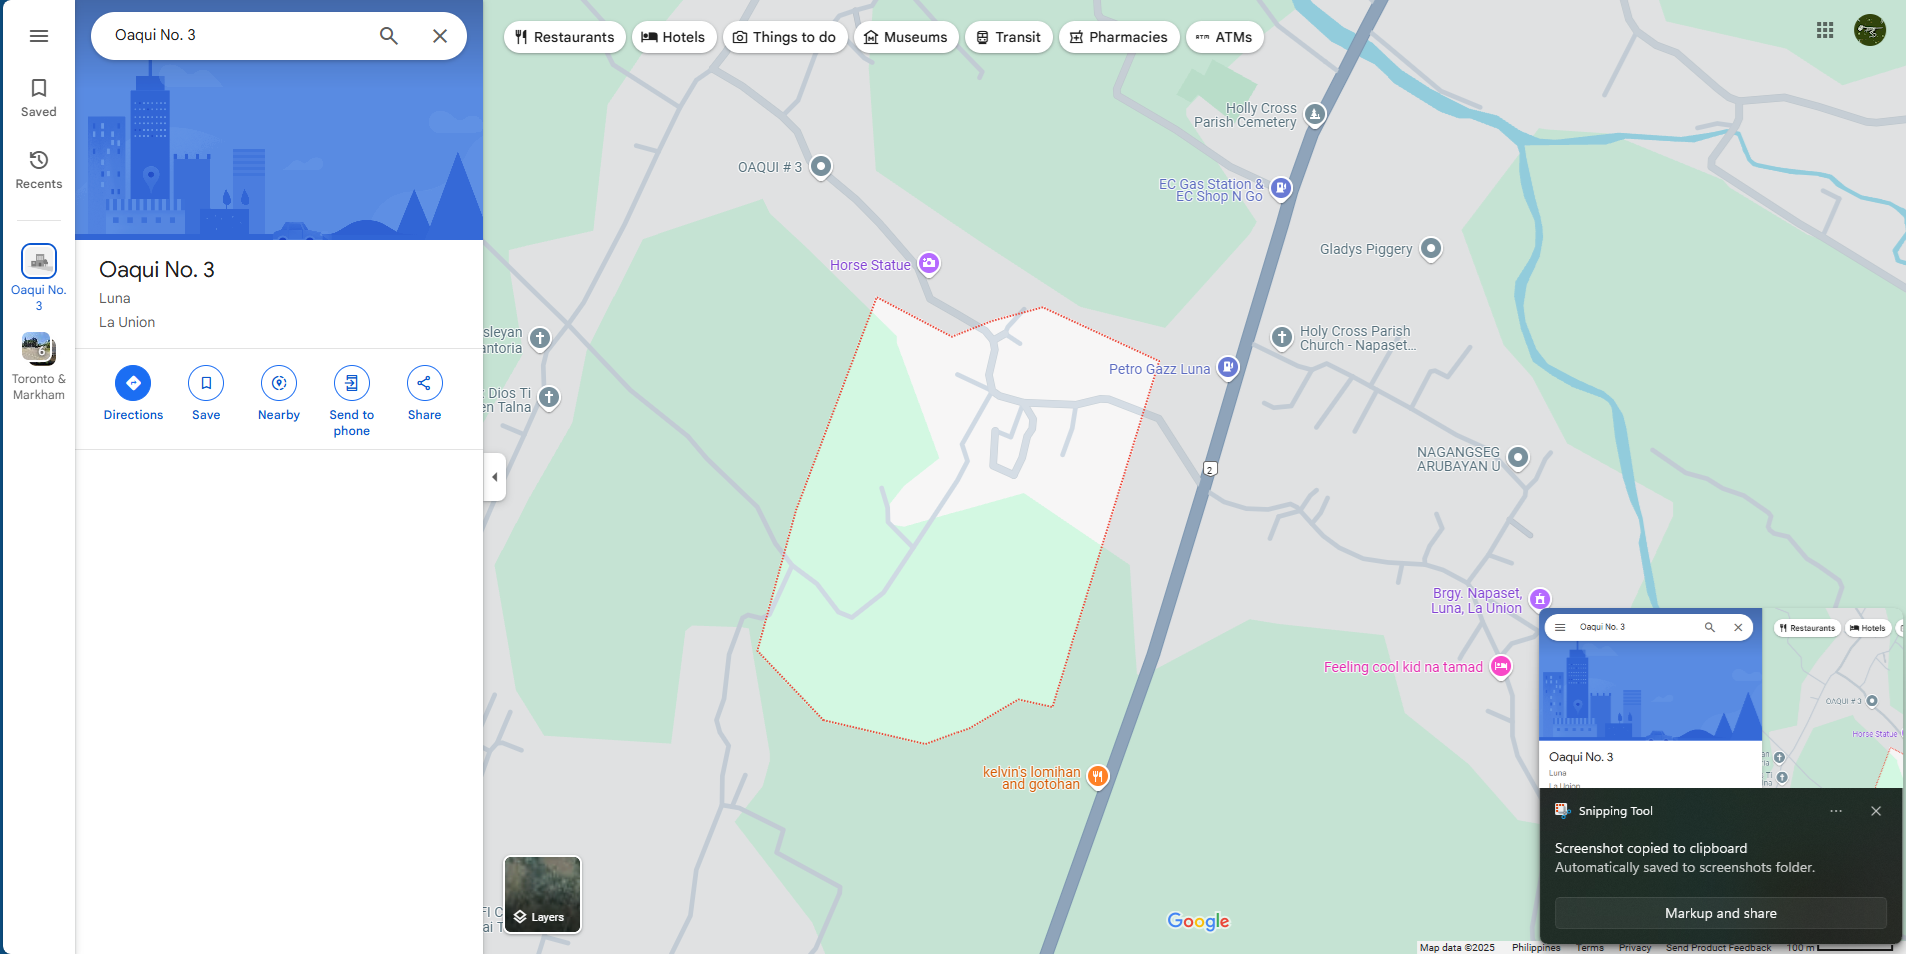 Oaqui No. 3
Saved
Recents
Oaqui No.
3
6
Toronto &
Markham
Oaqui No. 3
Luna
La Union
Directions
Save
Nearby
Send to
phone
Share
Restaurants
Hotels
Things to do
Museums
Transit
Pharmacies
ATM
ATMs
Holly Cross
Parish Cemetery
OAQUI # 3
EC Gas Station &
EC Shop N Go
Gladys Piggery
Horse Statue
sleyan
antoria
Holy Cross Parish
Church - Napaset...
Petro Gazz Luna
Dios Ti
en Talna
NAGANGSEG
ARUBAYAN U
2
Brgy. Napaset,
Luna, La Union
Feeling cool kid na tamad
kelvin's lomihan
and gotohan
FI C
ai T
Layers
Google
Oaqui No. 3
Restaurants
Hotels
OAQUI # 3
Horse Statue
Oaqui No. 3
Luna
La Union
Snipping Tool
Screenshot copied to clipboard
Automatically saved to screenshots folder.
Markup and share
Map data ©2025
Philippines
Terms
Privacy
Send Product Feedback
100 m